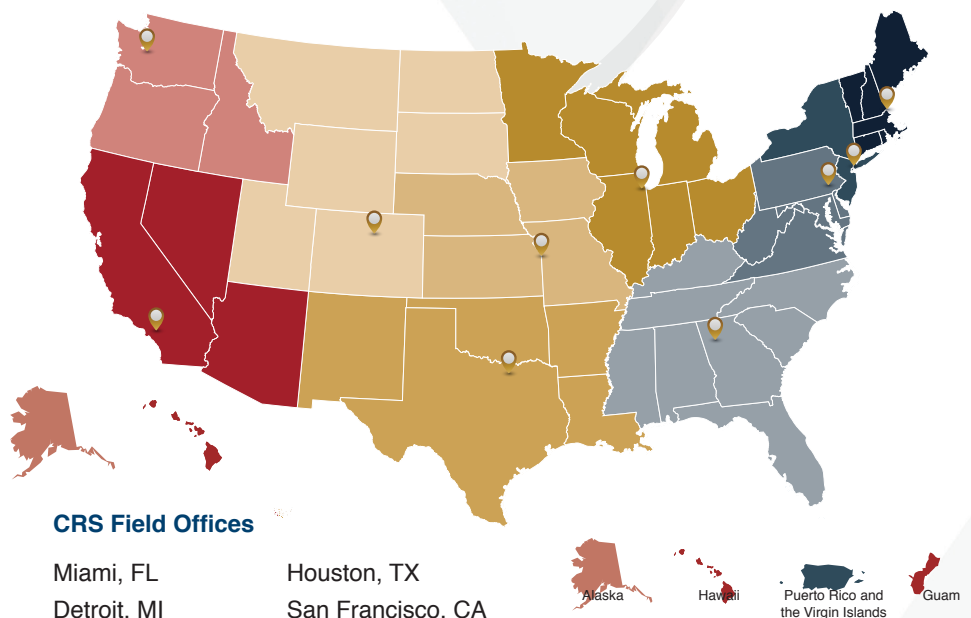 CRS Field Offices
Miami, FL
Houston, TX
Detroit, MI
San Francisco, CA
Alaska
Hawaii
Puerto Rico and
the Virgin Islands
Guam